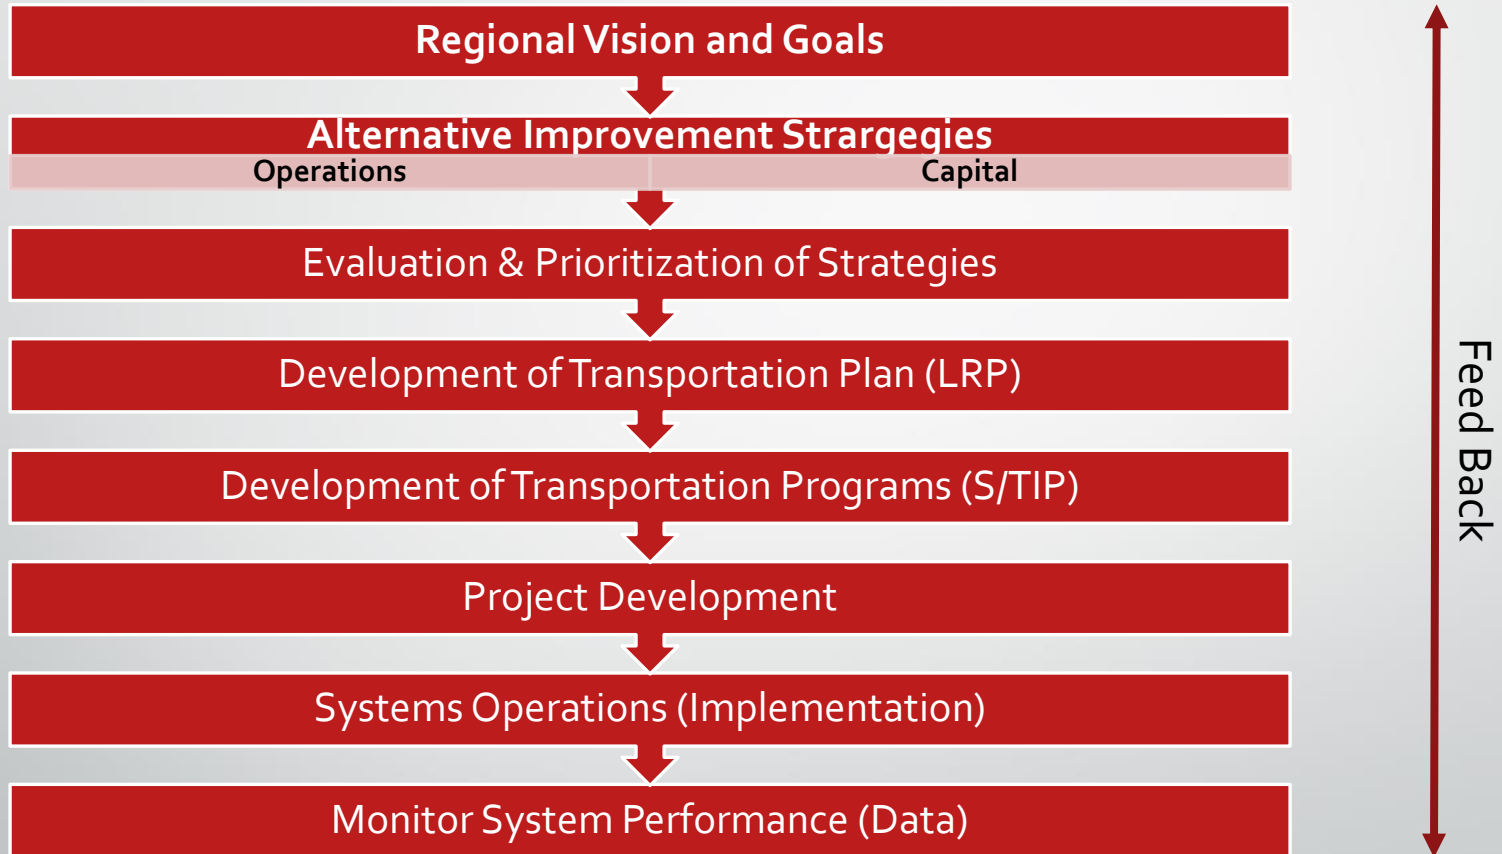 Regional Vision and Goals
Alternative Improvement Strargegies
Operations
Capital
Evaluation & Prioritization of Strategies
Development of Transportation Plan (LRP)
Development of Transportation Programs (S/TIP)
Project Development
Systems Operations (Implementation)
Monitor System Performance (Data)
Feed Back